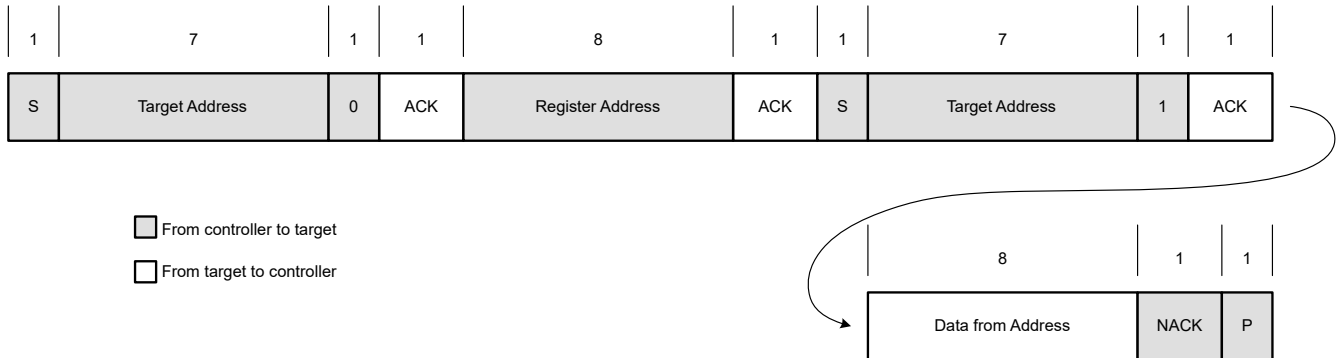 1 7 1 1 8 1 1 7 1 1
S Target Address 0 ACK Register Address ACK S Target Address 1 ACK
From controller to target
From target to controller
8 1 1
Data from Address NACK P